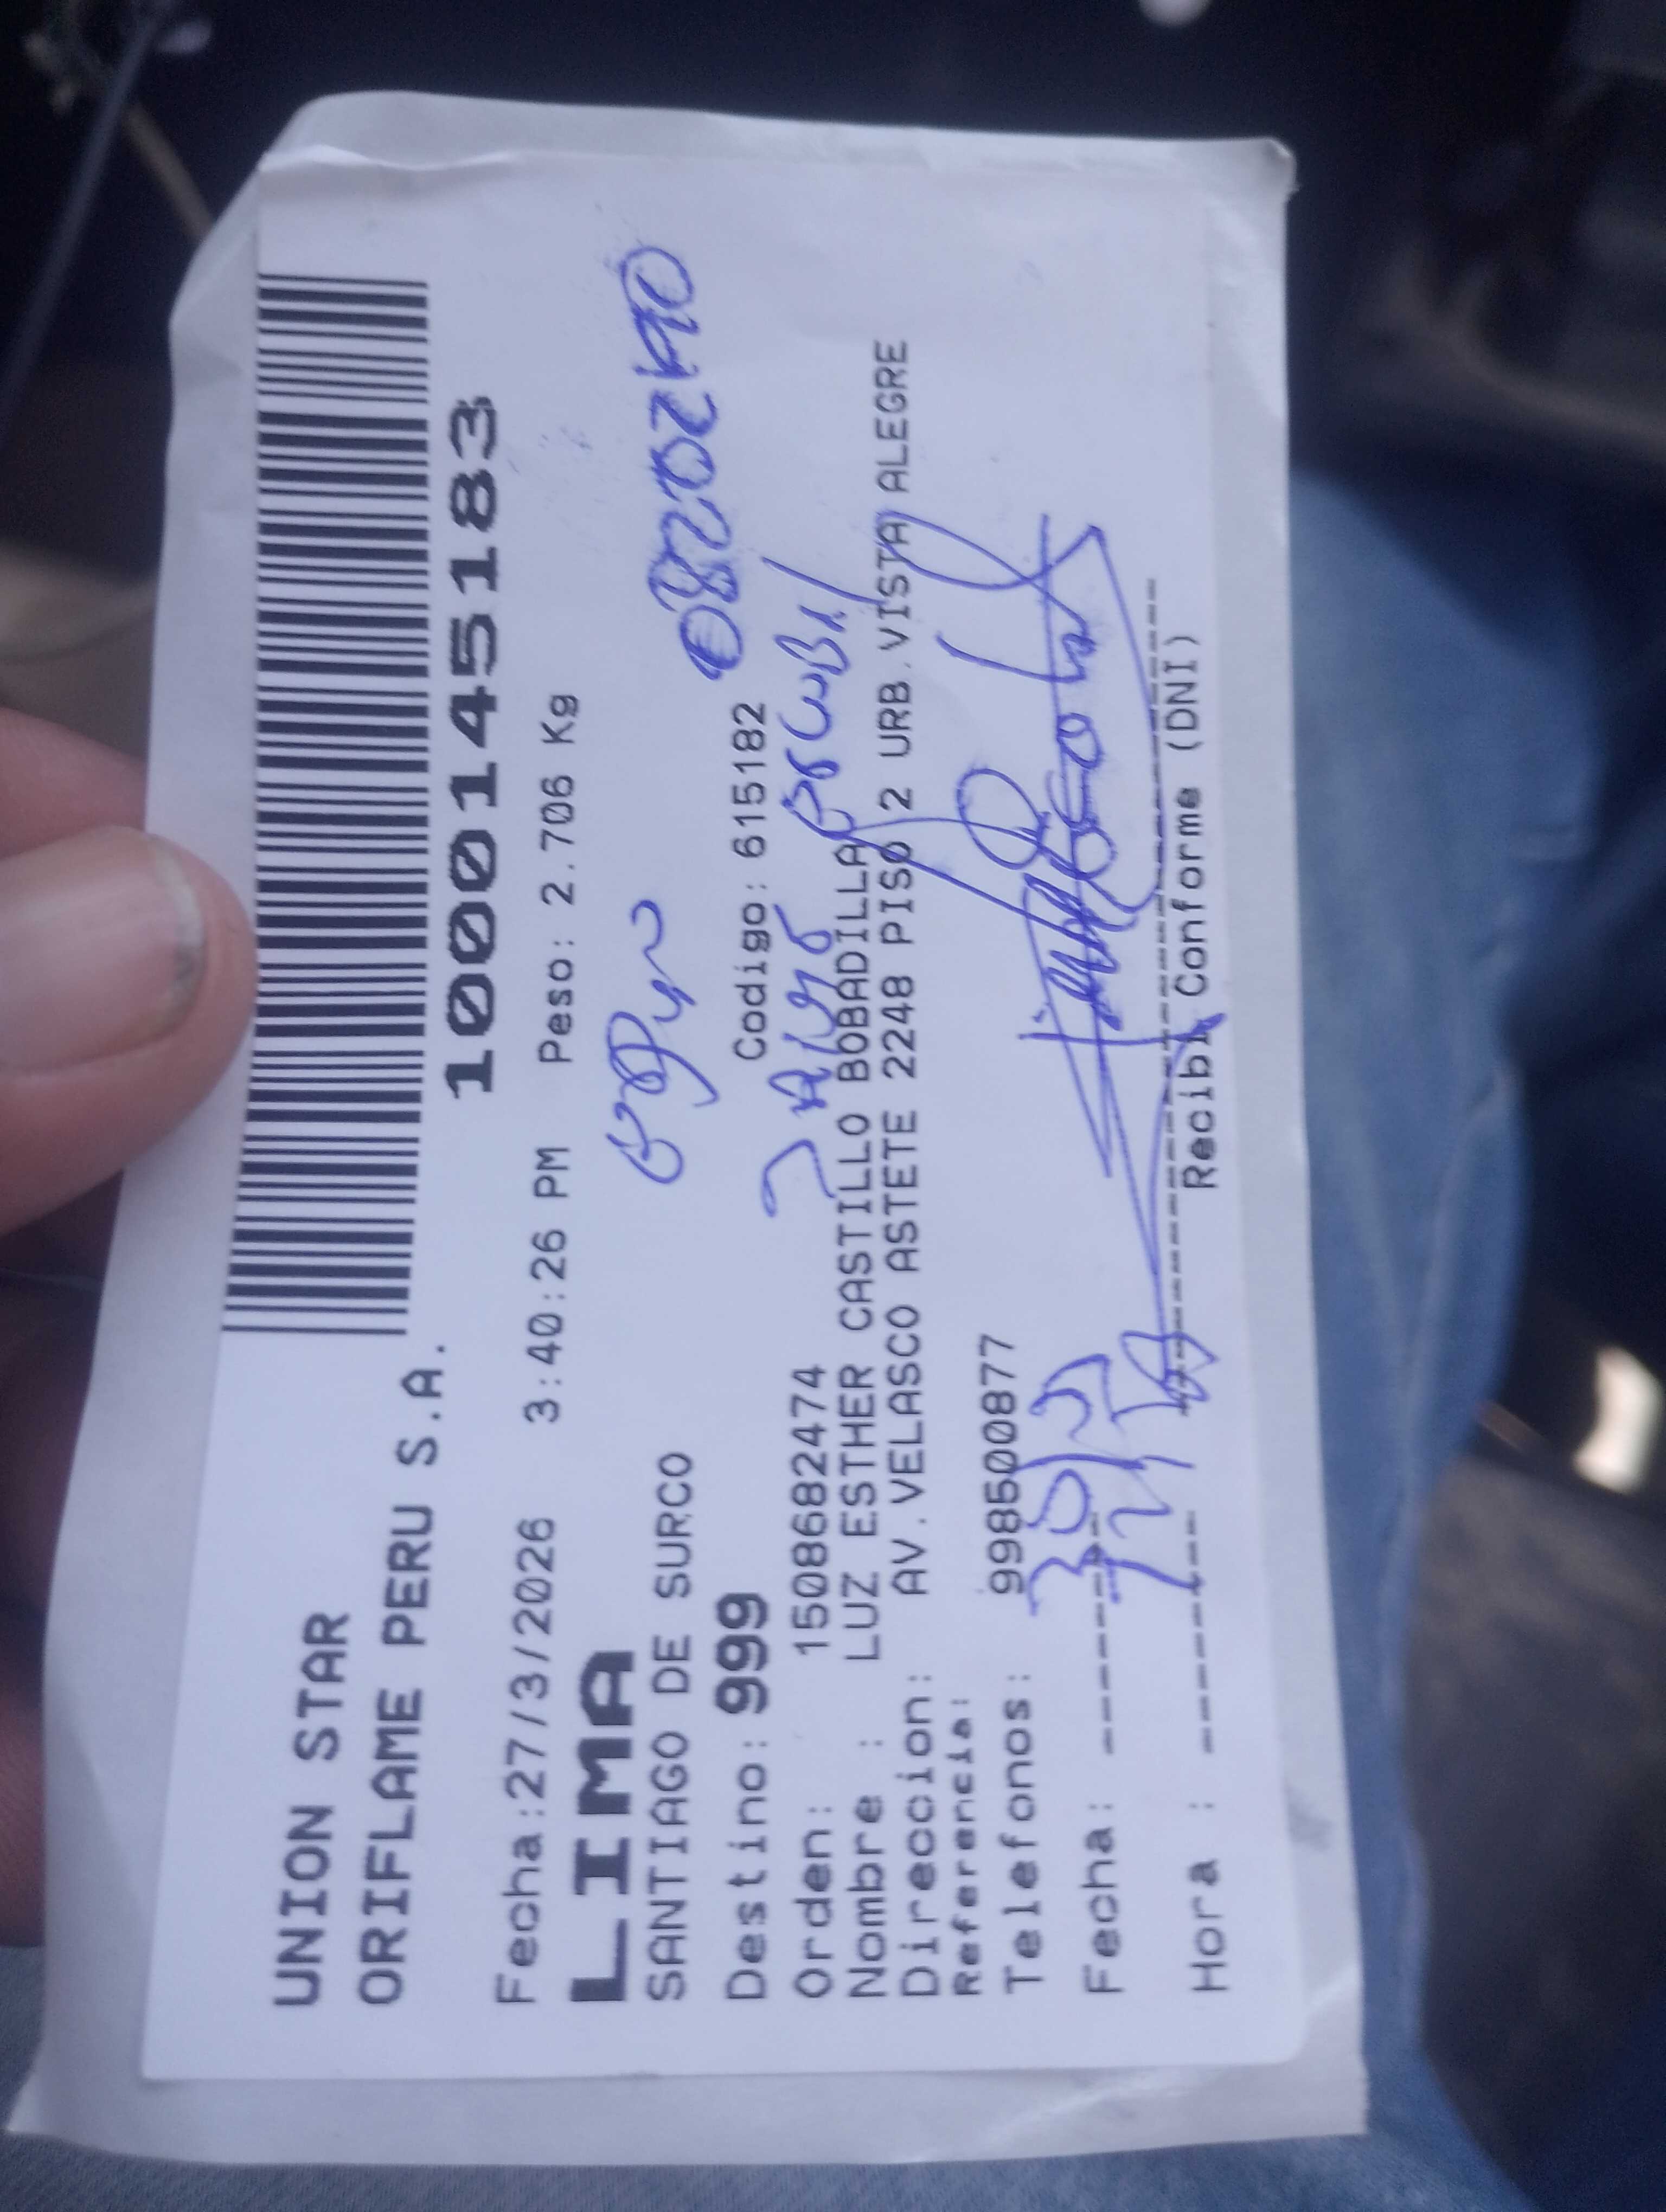 UNION STAR
ORIFLAME PERU S.A.
1000145183
Fecha:27/3/2026 3:40:26 PM Peso: 2.706 Kg
LIMA
SANTIAGO DE SURCO
Destino: 999 Codigo: 615182
Orden: 1508682474
Nombre : LUZ ESTHER CASTILLO BOBADILLA
Direccion: AV.VELASCO ASTETE 2248 PISO 2 URB.VISTA ALEGRE
Referencia:
Telefonos: 998500877
Fecha:
Hora :
Recibi Conforme (DNI)